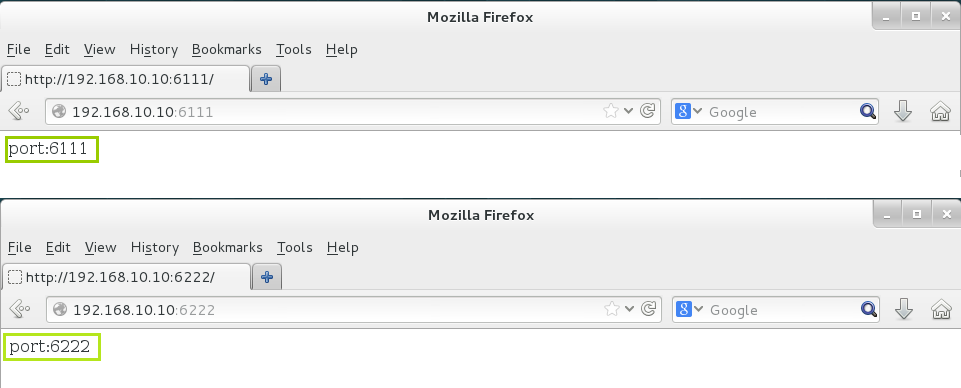 Mozilla Firefox
File Edit View History Bookmarks Tools Help
http://192.168.10.10:6111/
192.168.10.10:6111 8 Google
port:6111
Mozilla Firefox
File Edit View History Bookmarks Tools Help
http://192.168.10.10:6222/
192.168.10.10:6222 8 Google
port:6222